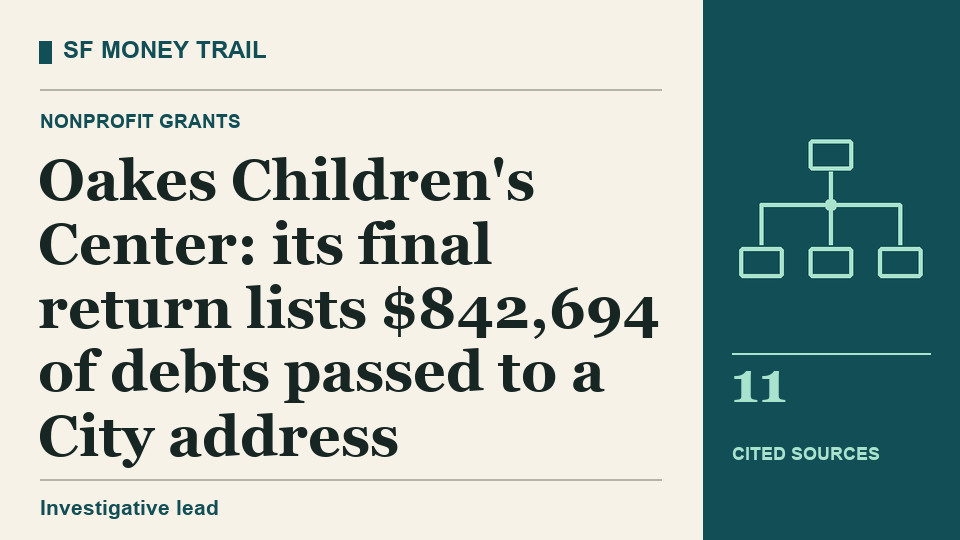 SF MONEY TRAIL
NONPROFIT GRANTS
Oakes Children's
Center: its final
return lists $842,694
of debts passed to a
City address
Investigative lead
11
CITED SOURCES